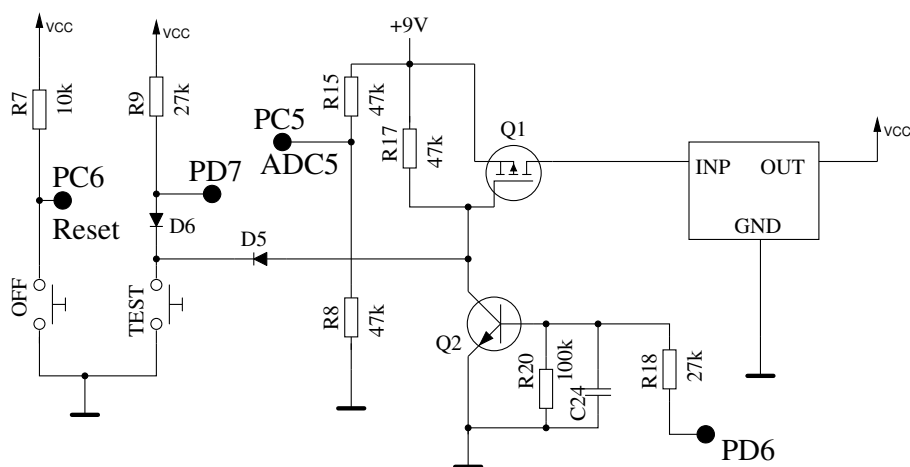 VCC
R7
10k
PC6
Reset
OFF
VCC
R9
27k
PD7
D6
TEST
D5
+9V
R15
47k
PC5
ADC5
R17
47k
R8
47k
Q1
INP
OUT
GND
VCC
Q2
R20
100k
C24
R18
27k
PD6